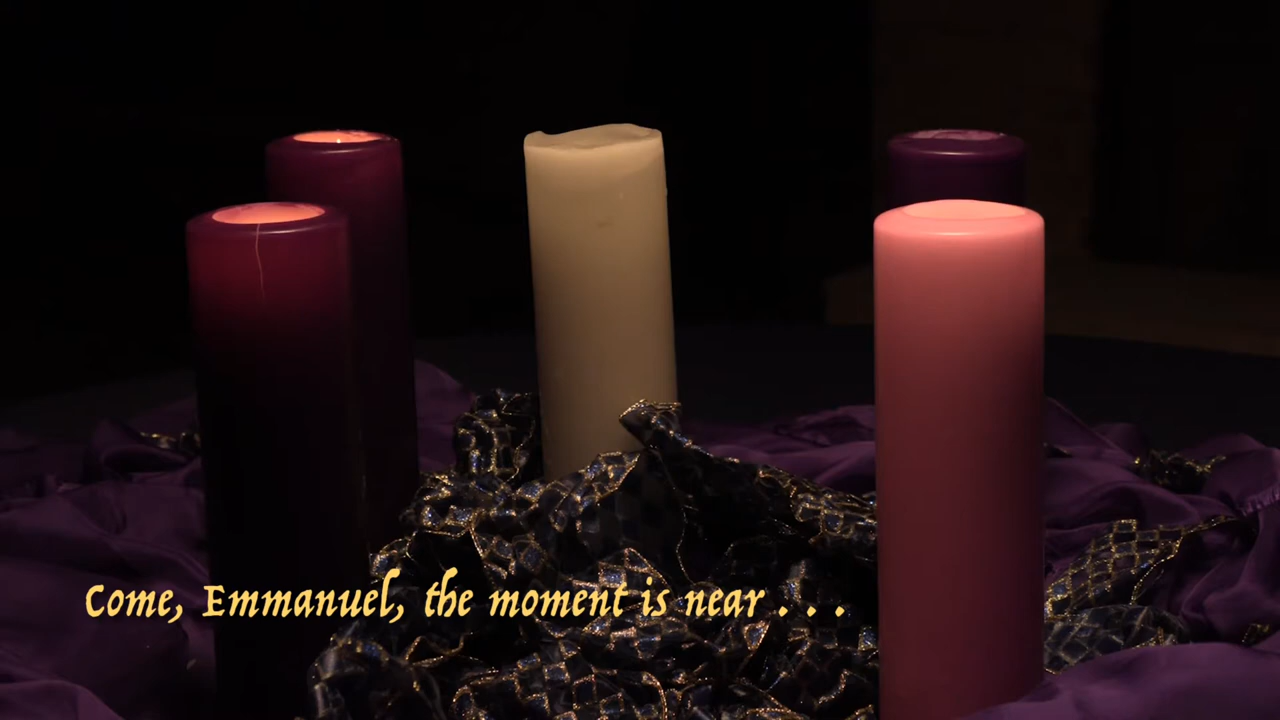 Come, Emmanuel, the moment is near . . .